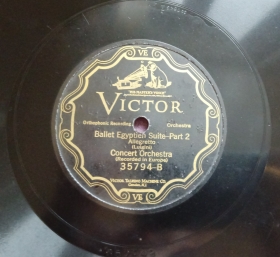 VE
"HIS MASTER'S VOICE"
VICTOR
Orthophonic Recording
Orchestra
Ballet Egyptien Suite-Part 2
Allegretto
(Luigini)
Concert Orchestra
(Recorded in Europe)
35794-B
VICTOR TALKING MACHINE CO.
Camden, N.J.
VE